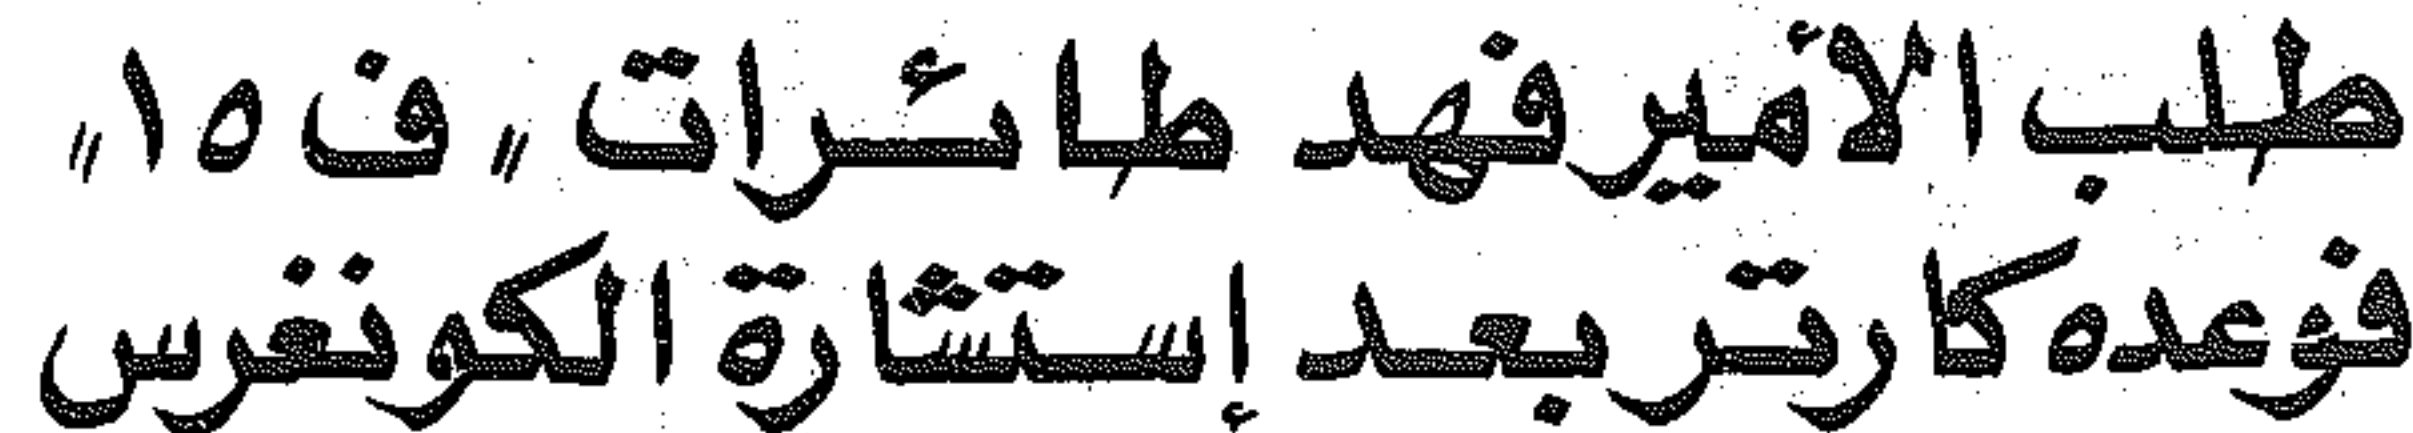 طلب الأمير فهد طائرات "ف ١٥"
فوعده كارتر بعد إستشارة الكونغرس